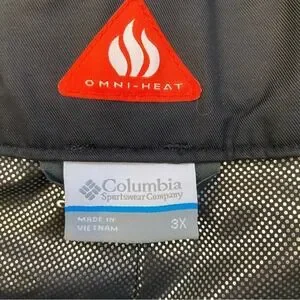 OMNI-HEAT
Columbia
Sportswear Company
MADE IN
VIETNAM
3X